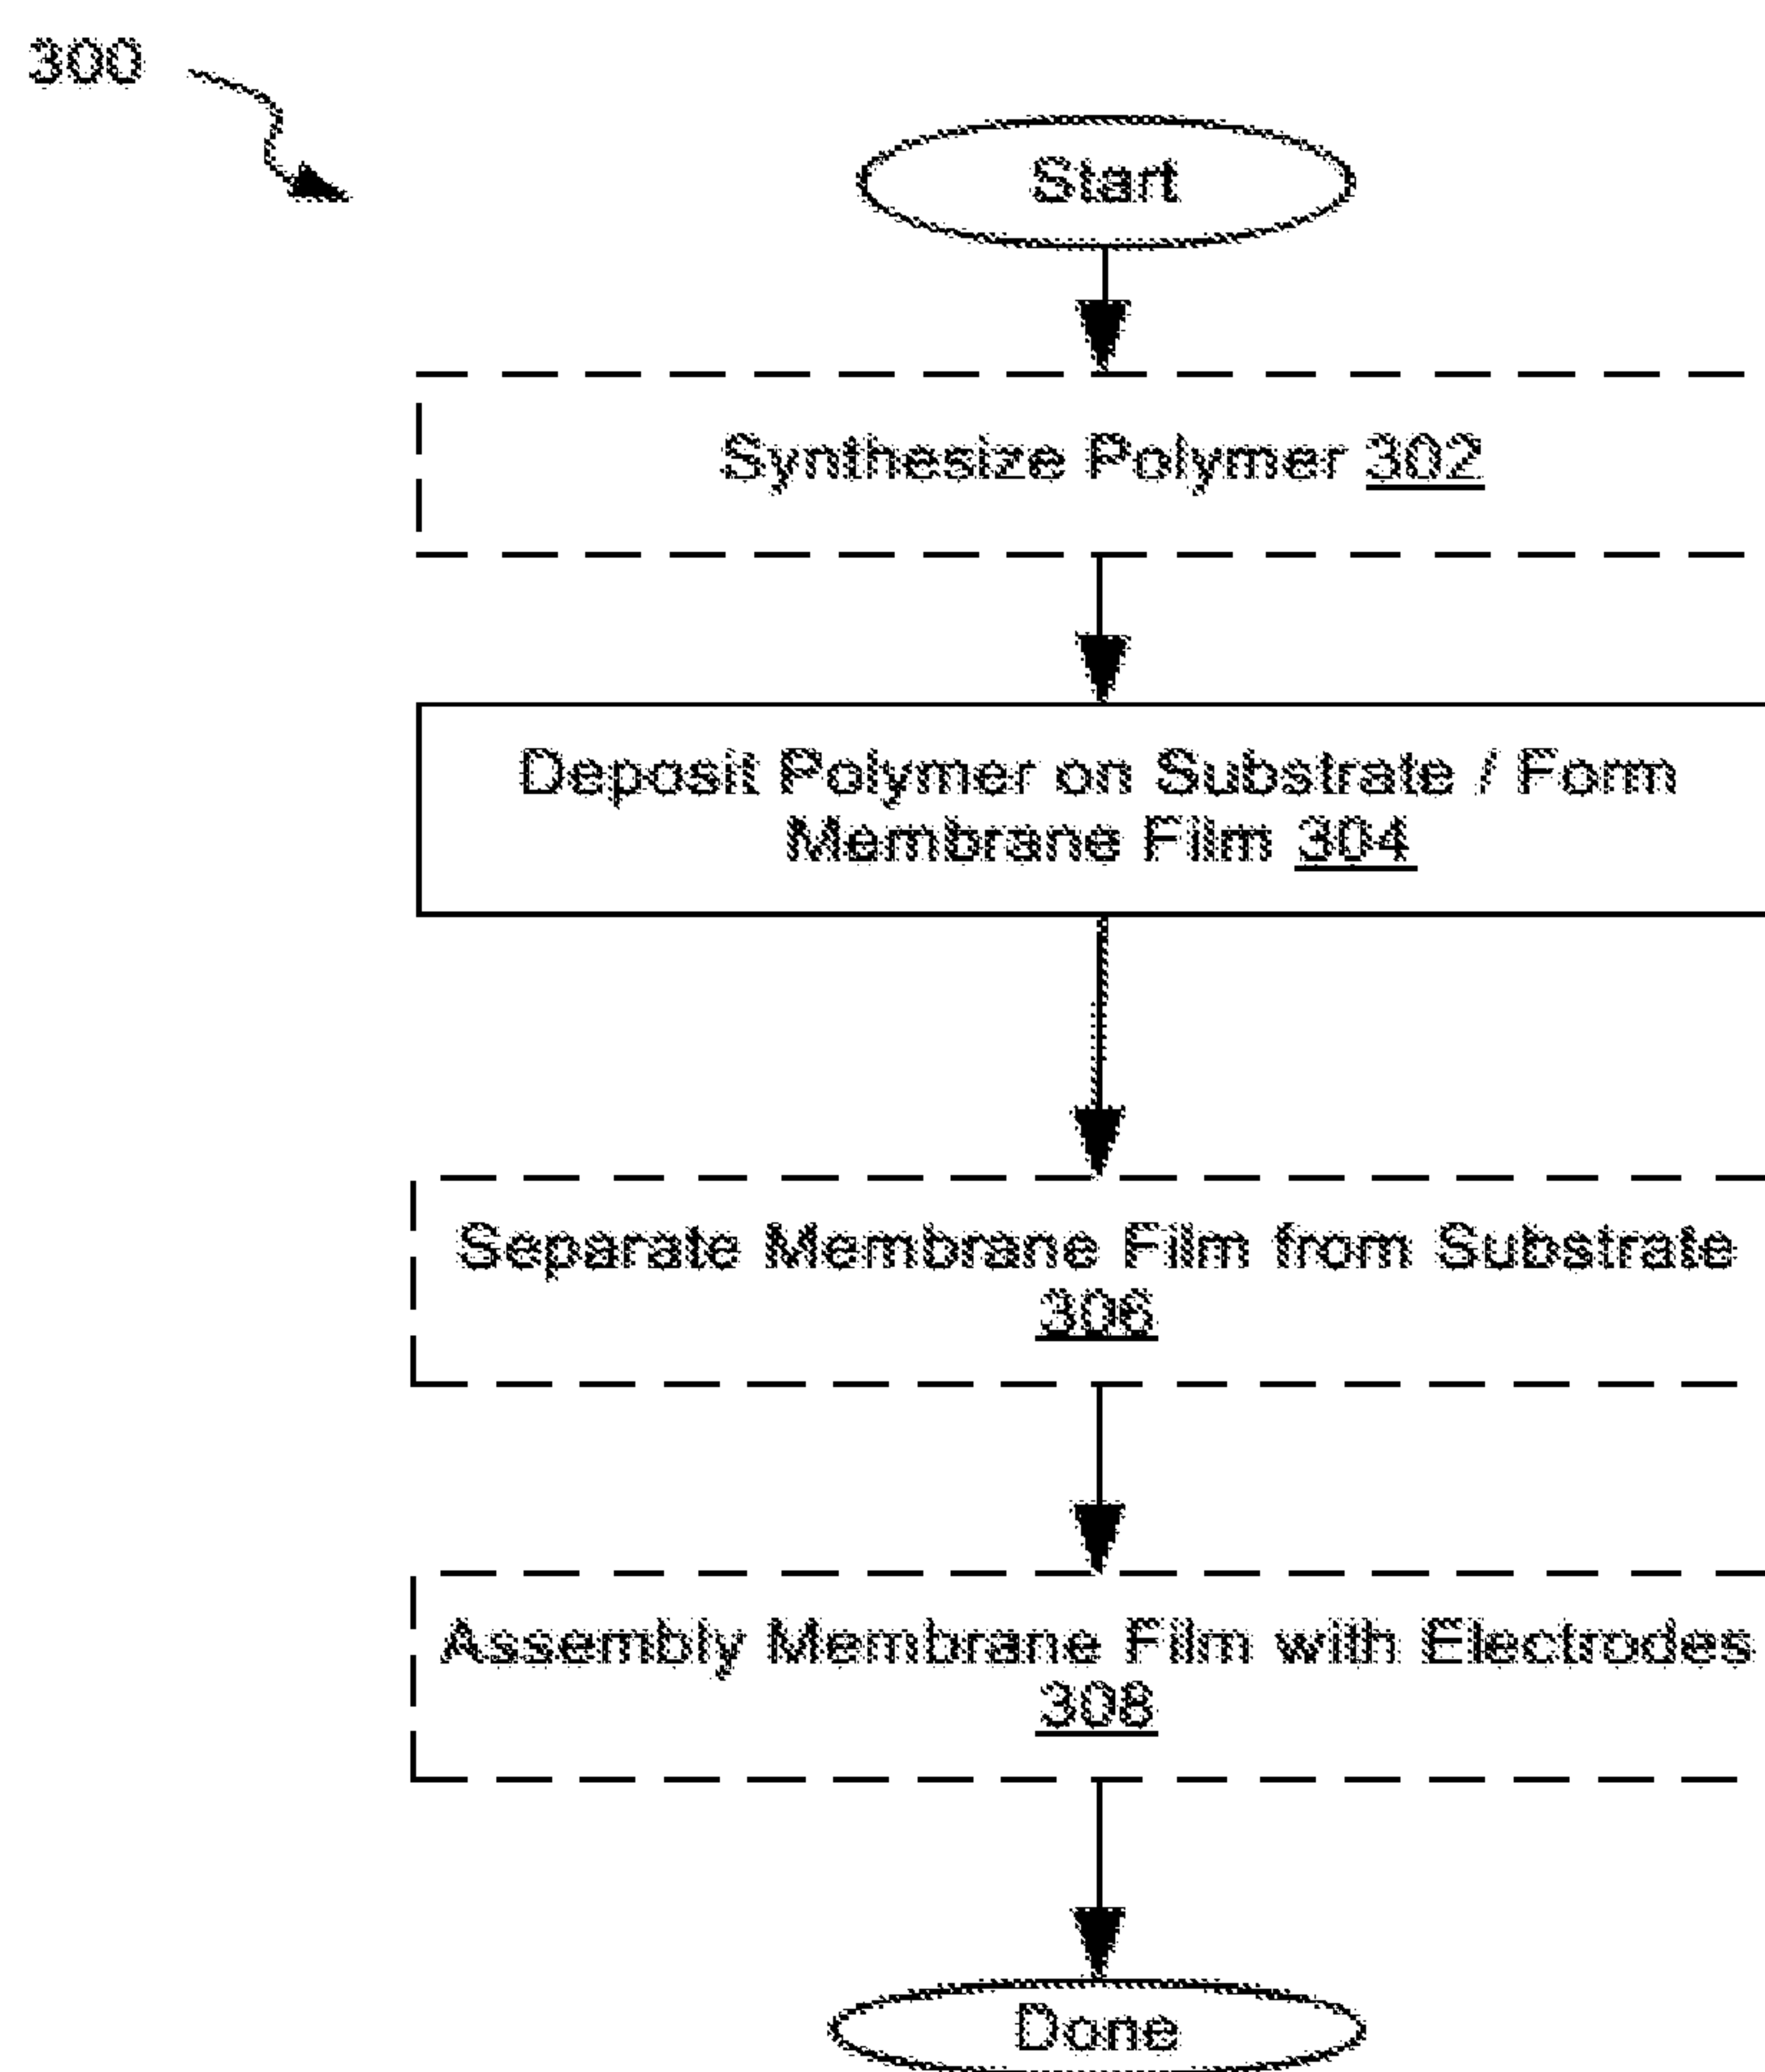 300
Start
Synthesize Polymer 302
Deposit Polymer on Substrate / Form
Membrane Film 304
Separate Membrane Film from Substrate
306
Assembly Membrane Film with Electrodes
308
Done